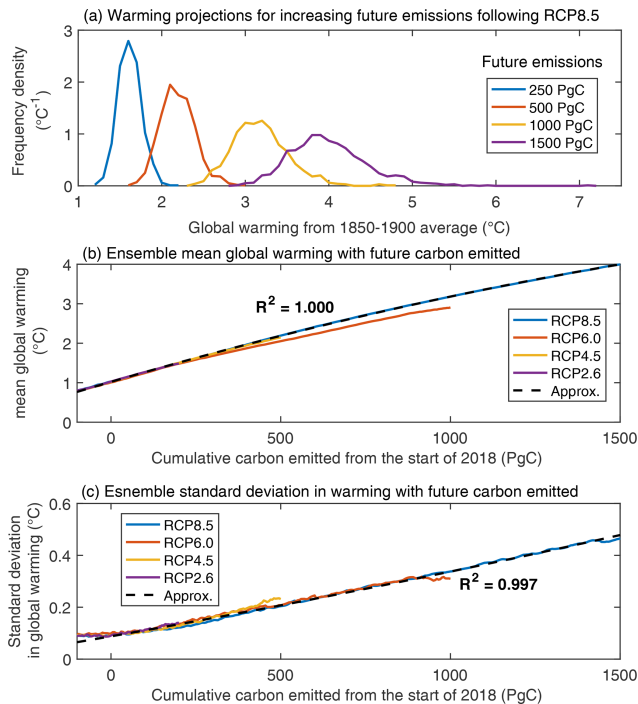 (a) Warming projections for increasing future emissions following RCP8.5
3
2
1
0
1
2
3
4
5
6
7
Frequency density
(°C⁻¹)
Future emissions
250 PgC
500 PgC
1000 PgC
1500 PgC
Global warming from 1850-1900 average (°C)
(b) Ensemble mean global warming with future carbon emitted
4
3
2
1
0
0
500
1000
1500
mean global warming
(°C)
R² = 1.000
RCP8.5
RCP6.0
RCP4.5
RCP2.6
Approx.
Cumulative carbon emitted from the start of 2018 (PgC)
(c) Esnemble standard deviation in warming with future carbon emitted
0.6
0.4
0.2
0
0
500
1000
1500
Standard deviation
in global warming (°C)
RCP8.5
RCP6.0
RCP4.5
RCP2.6
Approx.
R² = 0.997
Cumulative carbon emitted from the start of 2018 (PgC)